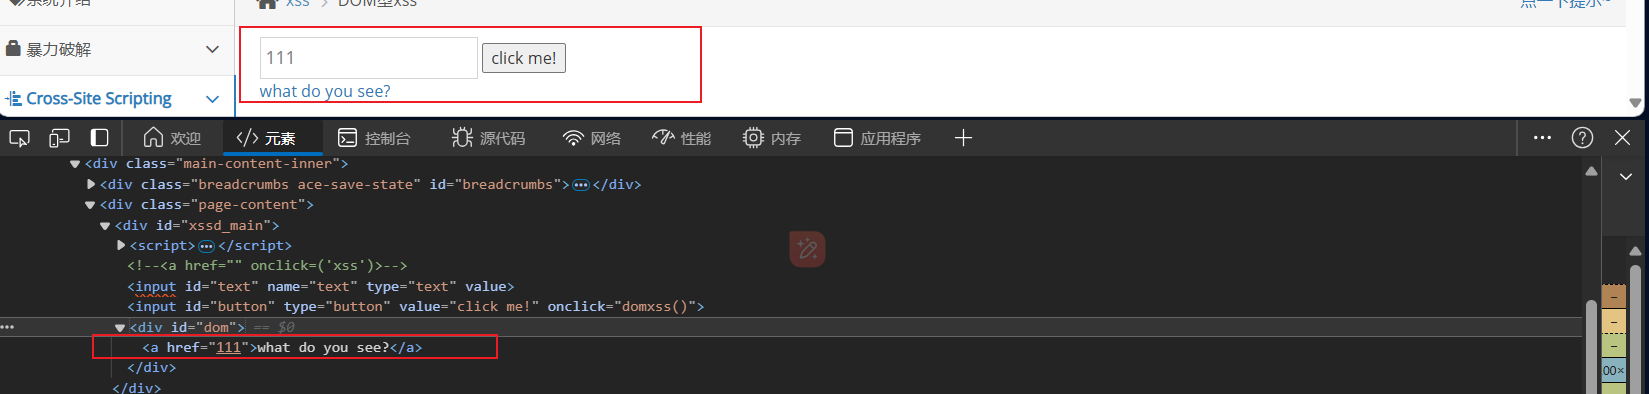 系统介绍
xss > DOM型xss
点一下提示~
暴力破解
111 click me!
what do you see?
Cross-Site Scripting
欢迎 </> 元素 控制台 源代码 网络 性能 内存 应用程序
<div class="main-content-inner">
<div class="breadcrumbs ace-save-state" id="breadcrumbs">…</div>
<div class="page-content">
<div id="xssd_main">
<script>…</script>
<!--<a href="" onclick=('xss')>-->
<input id="text" name="text" type="text" value>
<input id="button" type="button" value="click me!" onclick="domxss()">
<div id="dom"> == $0
<a href="111">what do you see?</a>
</div>
</div>
00×